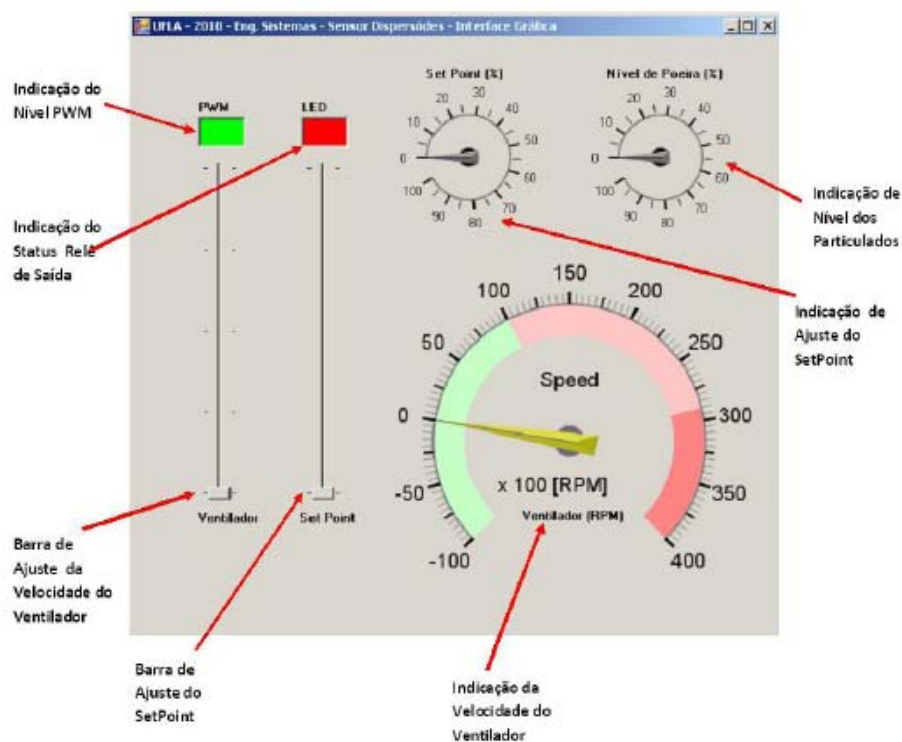 UFLA - 2010 - Eng. Sistemas - Sensor Dispersóides - Interface Gráfica
Indicação do
Nível PWM
PWM
LED
Set Point (%)
0
10
20
30
40
50
60
70
80
90
100
Nível de Poeira (%)
0
10
20
30
40
50
60
70
80
90
100
Indicação de
Nível dos
Particulados
Indicação do
Status Relê
de Saída
Indicação de
Ajuste do
SetPoint
-100
-50
0
50
100
150
200
250
300
350
400
Speed
x 100 [RPM]
Ventilador (RPM)
Ventilador
Set Point
Barra de
Ajuste da
Velocidade do
Ventilador
Barra de
Ajuste do
SetPoint
Indicação da
Velocidade do
Ventilador